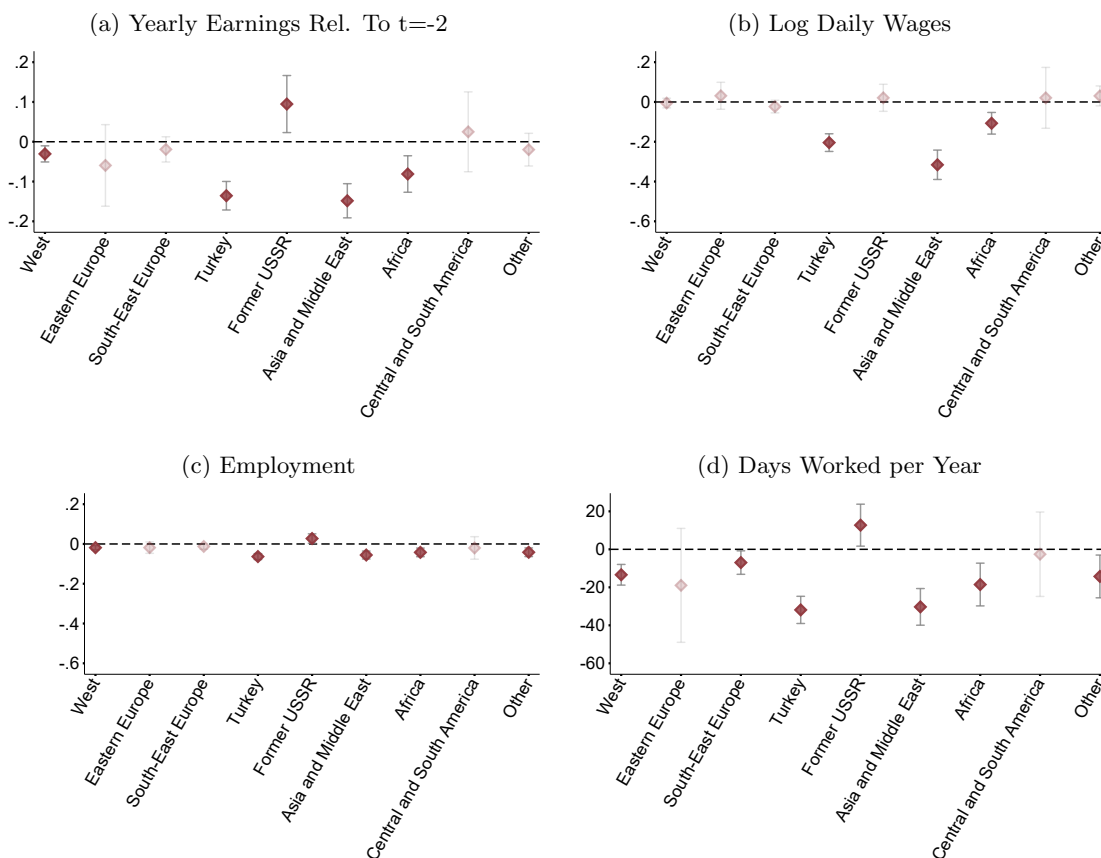 (a) Yearly Earnings Rel. To t=-2
.2
.1
0
-.1
-.2
West
Eastern Europe
South-East Europe
Turkey
Former USSR
Asia and Middle East
Africa
Central and South America
Other
(b) Log Daily Wages
.2
0
-.2
-.4
-.6
West
Eastern Europe
South-East Europe
Turkey
Former USSR
Asia and Middle East
Africa
Central and South America
Other
(c) Employment
.2
0
-.2
-.4
-.6
West
Eastern Europe
South-East Europe
Turkey
Former USSR
Asia and Middle East
Africa
Central and South America
Other
(d) Days Worked per Year
20
0
-20
-40
-60
West
Eastern Europe
South-East Europe
Turkey
Former USSR
Asia and Middle East
Africa
Central and South America
Other